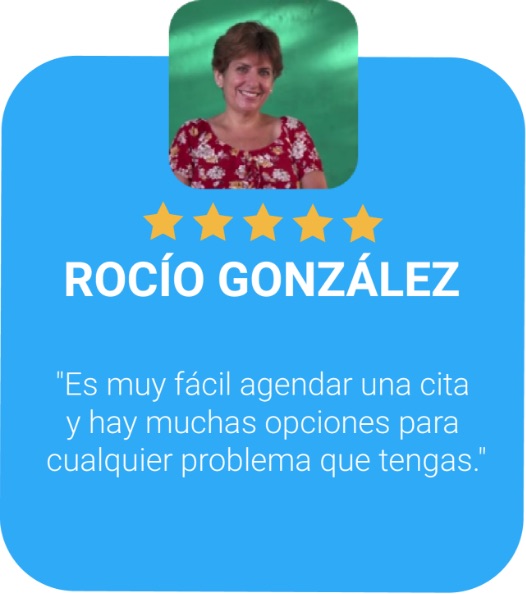 ROCÍO GONZÁLEZ
"Es muy fácil agendar una cita
y hay muchas opciones para
cualquier problema que tengas."